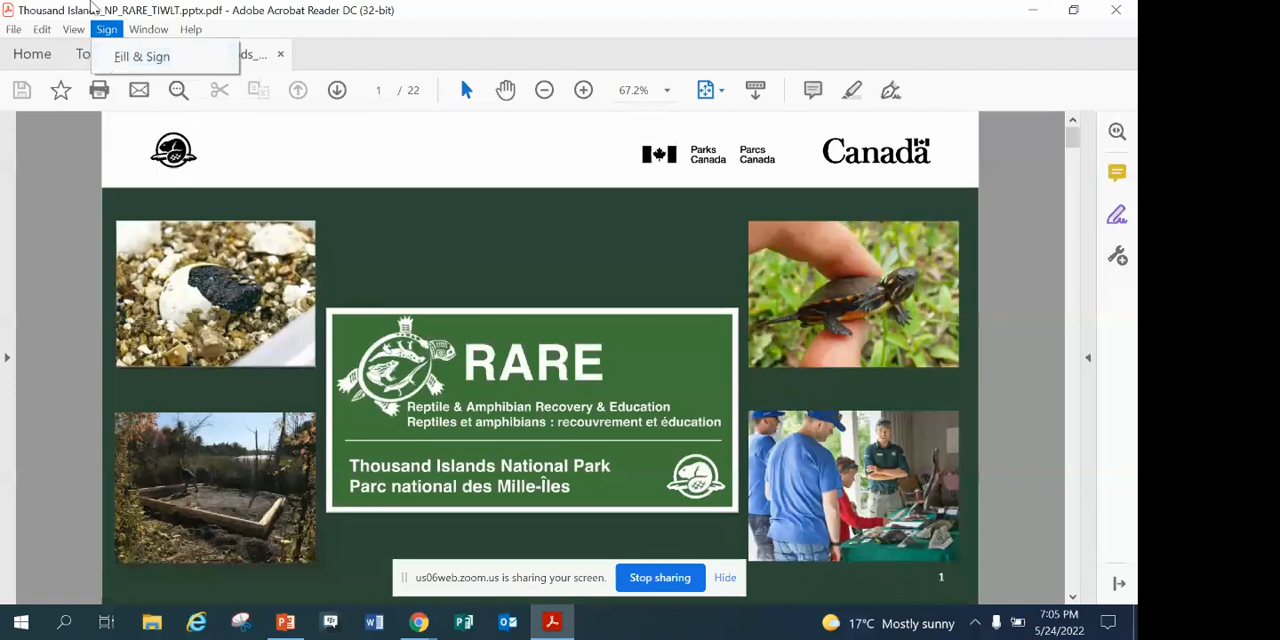 Thousand Islands_NP_RARE_TIWLT.pptx.pdf - Adobe Acrobat Reader DC (32-bit)
File Edit View Sign Window Help
Home To ds_...
Fill & Sign
1 / 22 67.2%
Parks Canada
Parcs Canada
Canada
RARE
Reptile & Amphibian Recovery & Education
Reptiles et amphibians : recouvrement et éducation
Thousand Islands National Park
Parc national des Mille-Îles
us06web.zoom.us is sharing your screen. Stop sharing Hide
1
17°C Mostly sunny
7:05 PM
5/24/2022